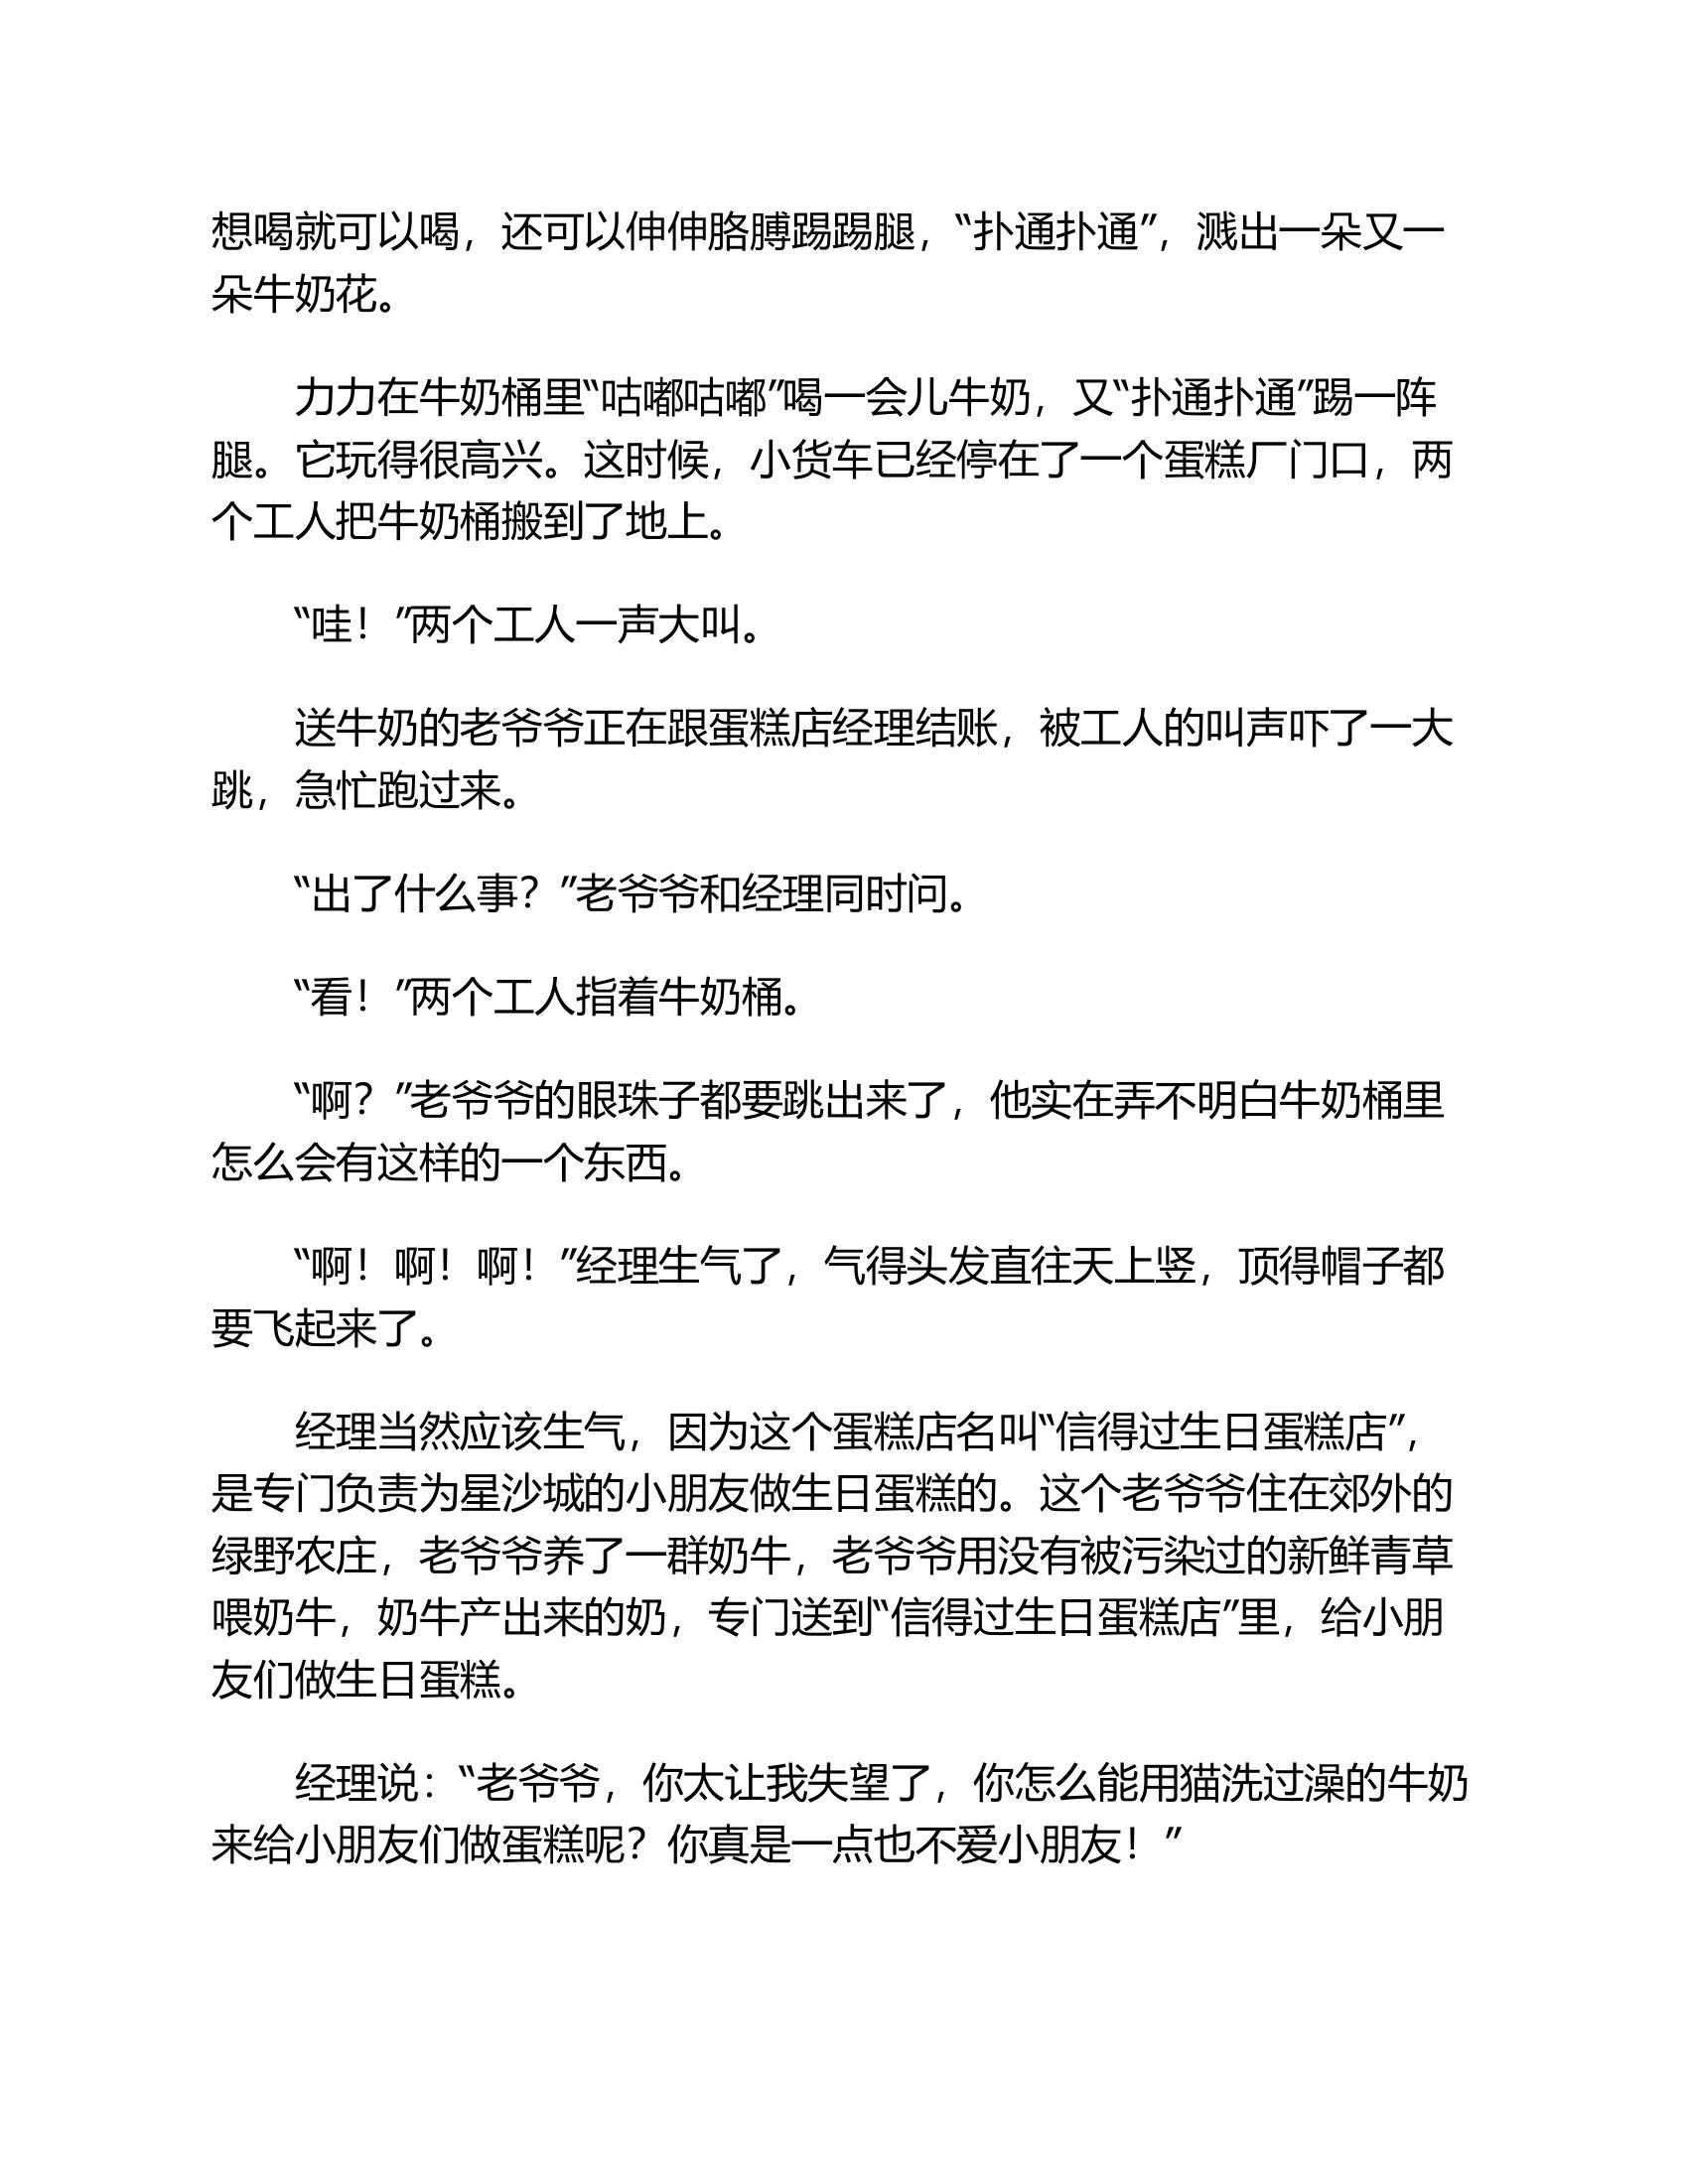 想喝就可以喝，还可以伸伸胳膊踢踢腿，“扑通扑通”，溅出一朵又一
朵牛奶花。
力力在牛奶桶里“咕嘟咕嘟”喝一会儿牛奶，又“扑通扑通”踢一阵
腿。它玩得很高兴。这时候，小货车已经停在了一个蛋糕厂门口，两
个工人把牛奶桶搬到了地上。
“哇！”两个工人一声大叫。
送牛奶的老爷爷正在跟蛋糕店经理结账，被工人的叫声吓了一大
跳，急忙跑过来。
“出了什么事？”老爷爷和经理同时问。
“看！”两个工人指着牛奶桶。
“啊？”老爷爷的眼珠子都要跳出来了，他实在弄不明白牛奶桶里
怎么会有这样的一个东西。
“啊！啊！啊！”经理生气了，气得头发直往天上竖，顶得帽子都
要飞起来了。
经理当然应该生气，因为这个蛋糕店名叫“信得过生日蛋糕店”，
是专门负责为星沙城的小朋友做生日蛋糕的。这个老爷爷住在郊外的
绿野农庄，老爷爷养了一群奶牛，老爷爷用没有被污染过的新鲜青草
喂奶牛，奶牛产出来的奶，专门送到“信得过生日蛋糕店”里，给小朋
友们做生日蛋糕。
经理说：“老爷爷，你太让我失望了，你怎么能用猫洗过澡的牛奶
来给小朋友们做蛋糕呢？你真是一点也不爱小朋友！”